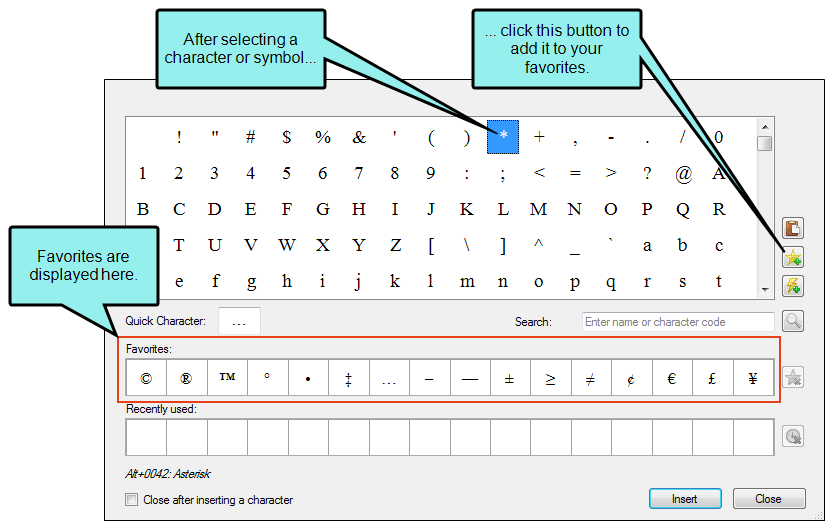 After selecting a
character or symbol...
... click this button to
add it to your
favorites.
! " # $ % & ' ( ) * + , - . / 0
1 2 3 4 5 6 7 8 9 : ; < = > ? @ A
B C D E F G H I J K L M N O P Q R
T U V W X Y Z [ \ ] ^ _ ` a b c
e f g h i j k l m n o p q r s t
Favorites are
displayed here.
Quick Character: ... Search: Enter name or character code
Favorites:
© ® ™ ° • ‡ … – — ± ≥ ≠ ¢ € £ ¥
Recently used:
Alt+0042: Asterisk
Close after inserting a character
Insert Close